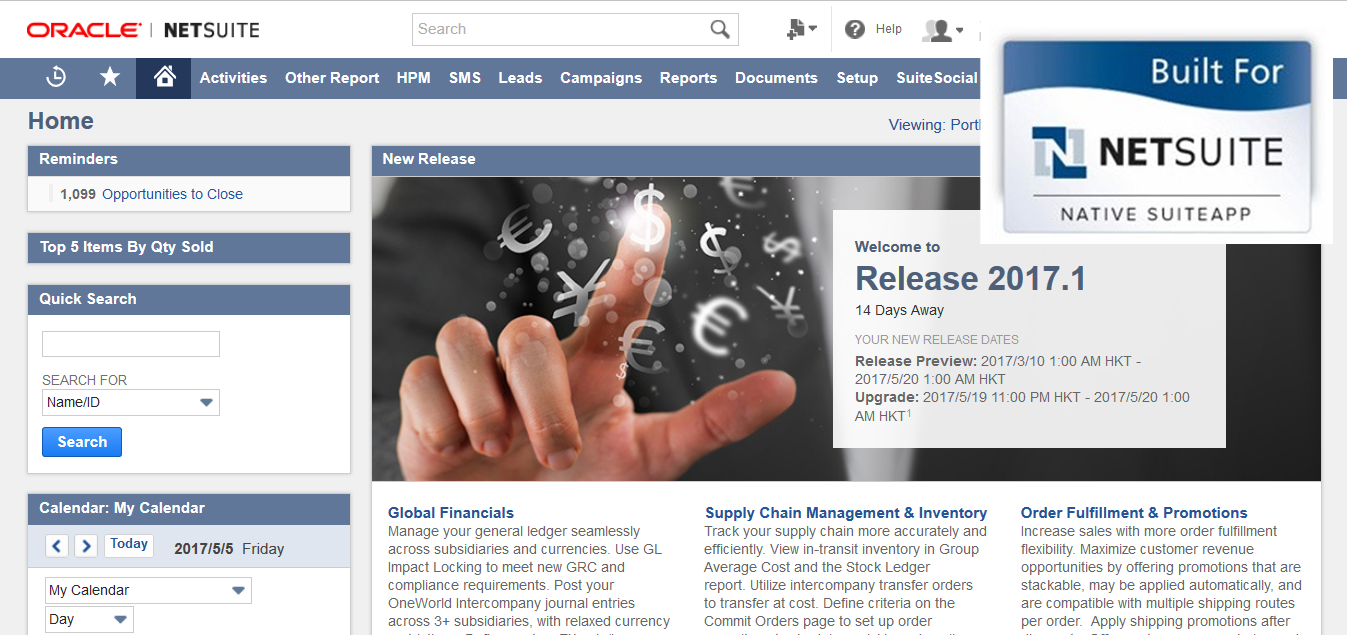 ORACLE | NETSUITE
Search
Help
Activities Other Report HPM SMS Leads Campaigns Reports Documents Setup SuiteSocial
Built For
NETSUITE
NATIVE SUITEAPP
Home
Viewing:
Reminders
1,099 Opportunities to Close
Top 5 Items By Qty Sold
Quick Search
SEARCH FOR
Name/ID
Search
Calendar: My Calendar
Today
2017/5/5 Friday
My Calendar
Day
New Release
Welcome to
Release 2017.1
14 Days Away
YOUR NEW RELEASE DATES
Release Preview: 2017/3/10 1:00 AM HKT -
2017/5/20 1:00 AM HKT
Upgrade: 2017/5/19 11:00 PM HKT - 2017/5/20 1:00
AM HKT1
Global Financials
Manage your general ledger seamlessly
across subsidiaries and currencies. Use GL
Impact Locking to meet new GRC and
compliance requirements. Post your
OneWorld Intercompany journal entries
across 3+ subsidiaries, with relaxed currency
Supply Chain Management & Inventory
Track your supply chain more accurately and
efficiently. View in-transit inventory in Group
Average Cost and the Stock Ledger
report. Utilize intercompany transfer orders
to transfer at cost. Define criteria on the
Commit Orders page to set up order
Order Fulfillment & Promotions
Increase sales with more order fulfillment
flexibility. Maximize customer revenue
opportunities by offering promotions that are
stackable, may be applied automatically, and
are compatible with multiple shipping routes
per order. Apply shipping promotions after